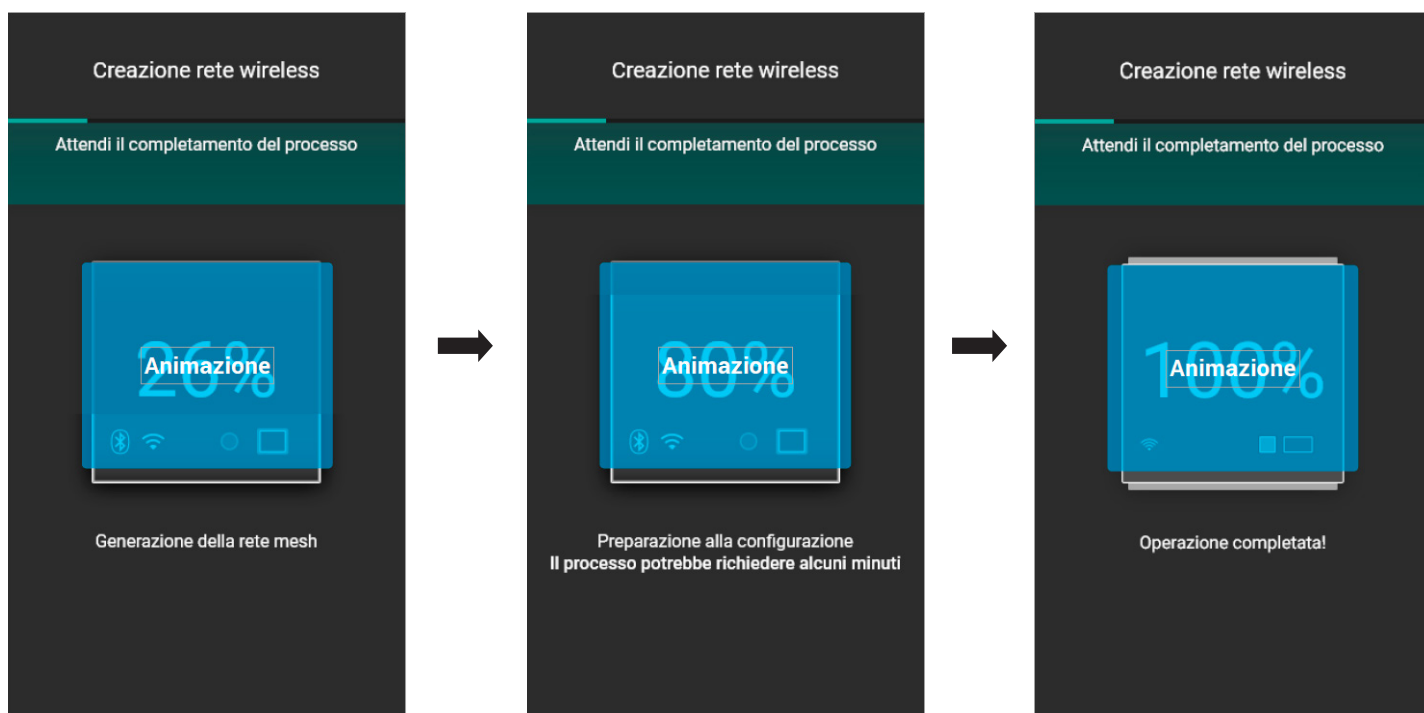 Creazione rete wireless
Attendi il completamento del processo
26%
Animazione
Generazione della rete mesh
Creazione rete wireless
Attendi il completamento del processo
80%
Animazione
Preparazione alla configurazione
Il processo potrebbe richiedere alcuni minuti
Creazione rete wireless
Attendi il completamento del processo
100%
Animazione
Operazione completata!